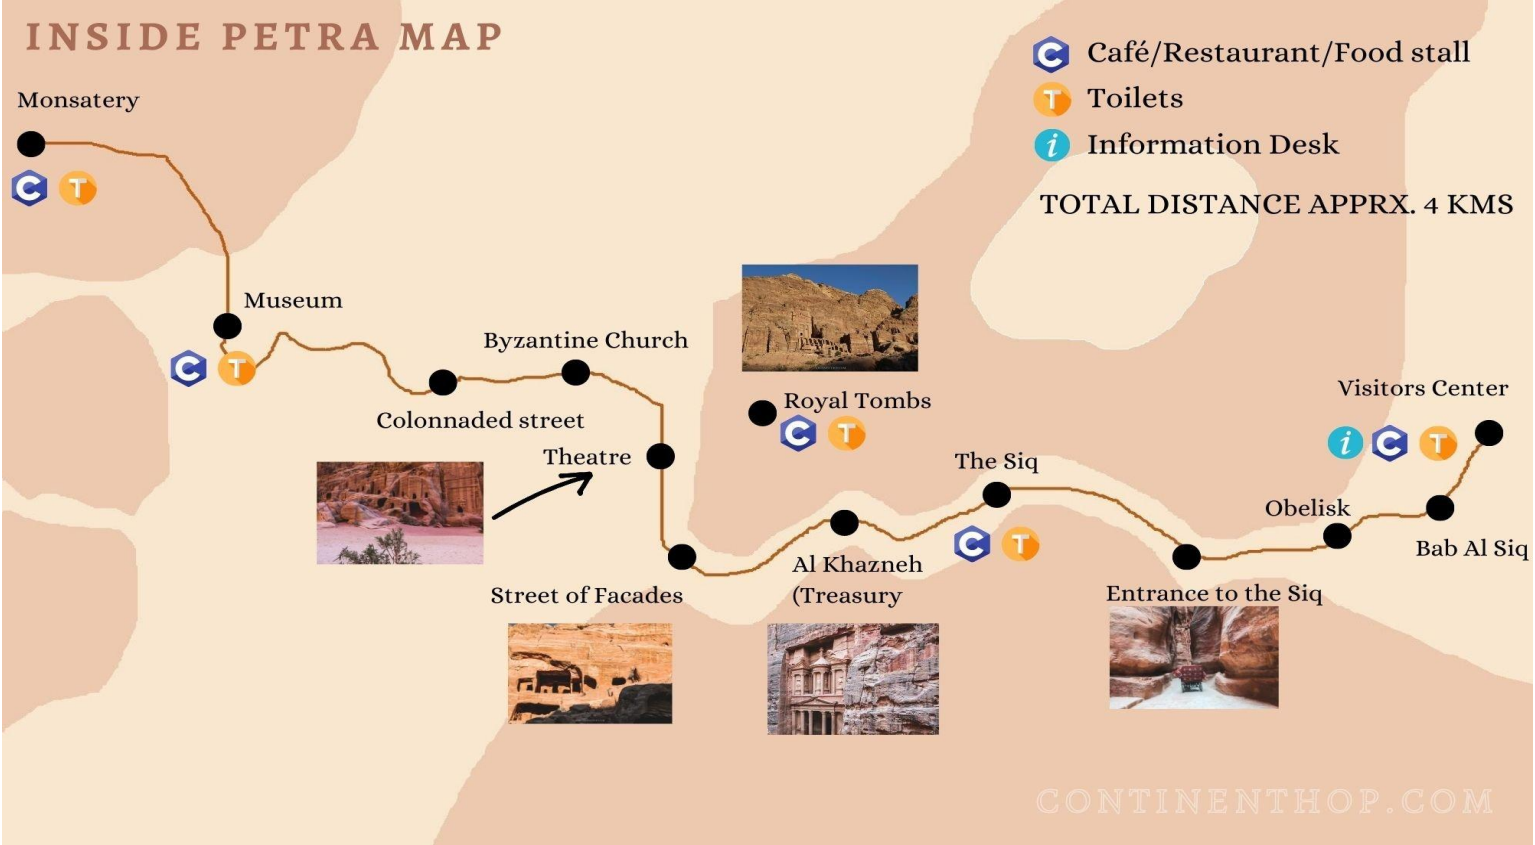 INSIDE PETRA MAP
C Café/Restaurant/Food stall
T Toilets
i Information Desk
TOTAL DISTANCE APPRX. 4 KMS
Monsatery
C T
Museum
C T
Colonnaded street
Byzantine Church
Theatre
Royal Tombs
C T
Street of Facades
Al Khazneh
(Treasury
The Siq
C T
Entrance to the Siq
Obelisk
Bab Al Siq
Visitors Center
i C T
CONTINENTHOP.COM